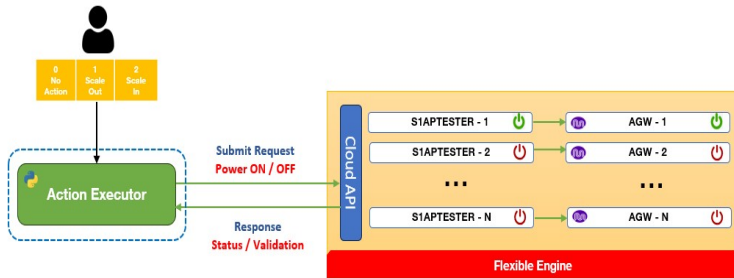 0 1 2
No Scale Scale
Action Out In
Submit Request
Power ON / OFF
Action Executor
Response
Status / Validation
Cloud API
S1APTESTER - 1
AGW - 1
S1APTESTER - 2
AGW - 2
... ...
S1APTESTER - N
AGW - N
Flexible Engine